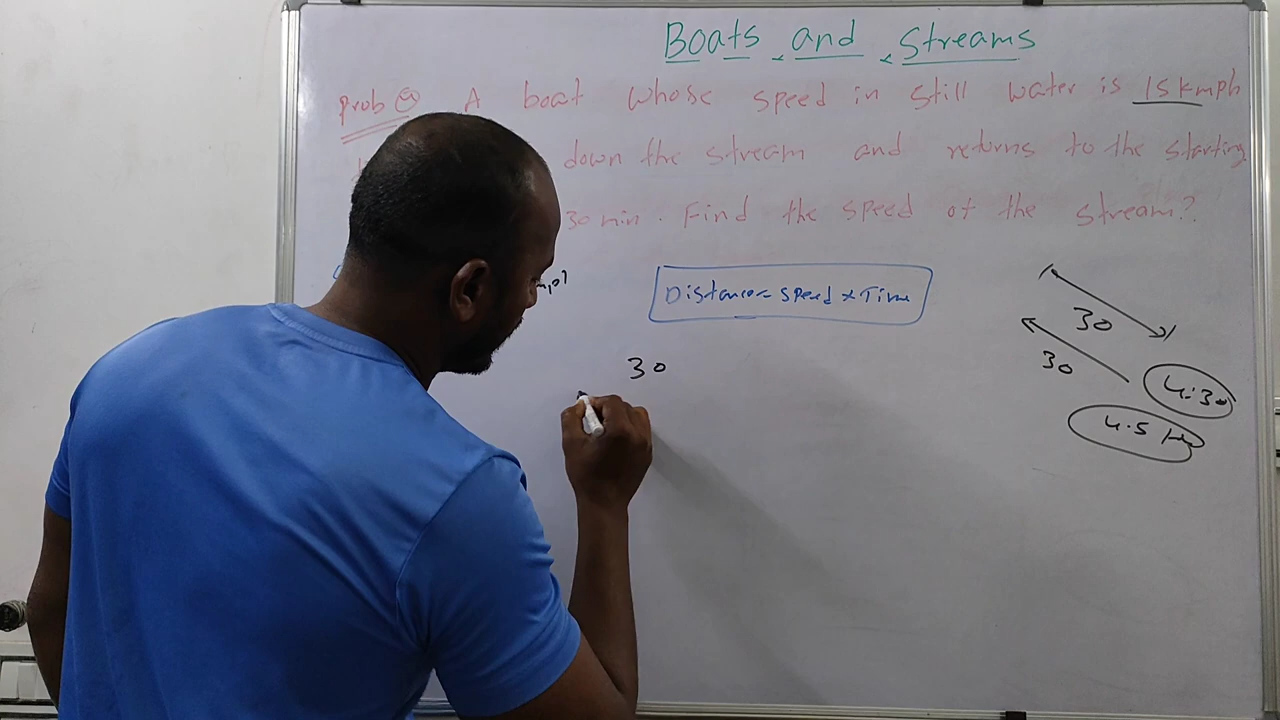 Boats and Streams
Prob A boat whose speed in still water is 15 kmph
down the stream and returns to the starting
30 min. Find the speed of the stream?
Distance = Speed × Time
30
30
30
4:30
4.5 hr